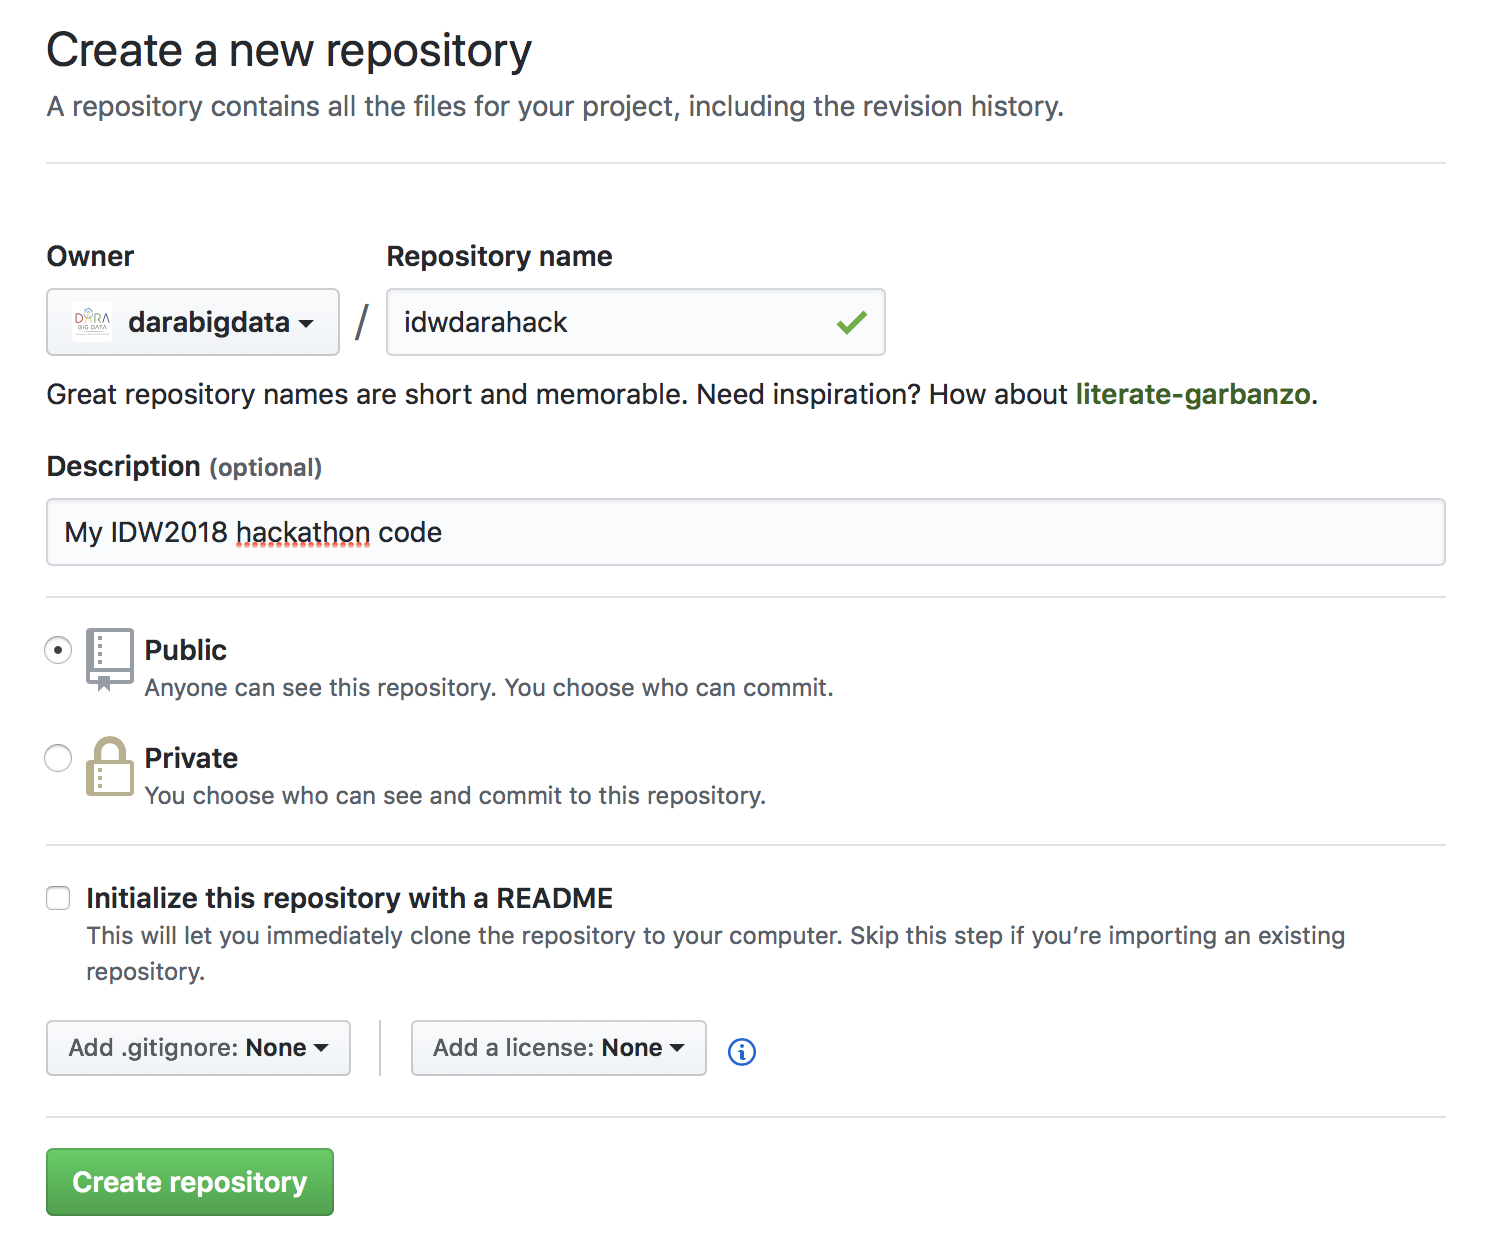 Create a new repository
A repository contains all the files for your project, including the revision history.
Owner
Repository name
DARA
BIG DATA
darabigdata
/
idwdarahack
Great repository names are short and memorable. Need inspiration? How about literate-garbanzo.
Description (optional)
My IDW2018 hackathon code
Public
Anyone can see this repository. You choose who can commit.
Private
You choose who can see and commit to this repository.
Initialize this repository with a README
This will let you immediately clone the repository to your computer. Skip this step if you’re importing an existing
repository.
Add .gitignore: None
Add a license: None
Create repository